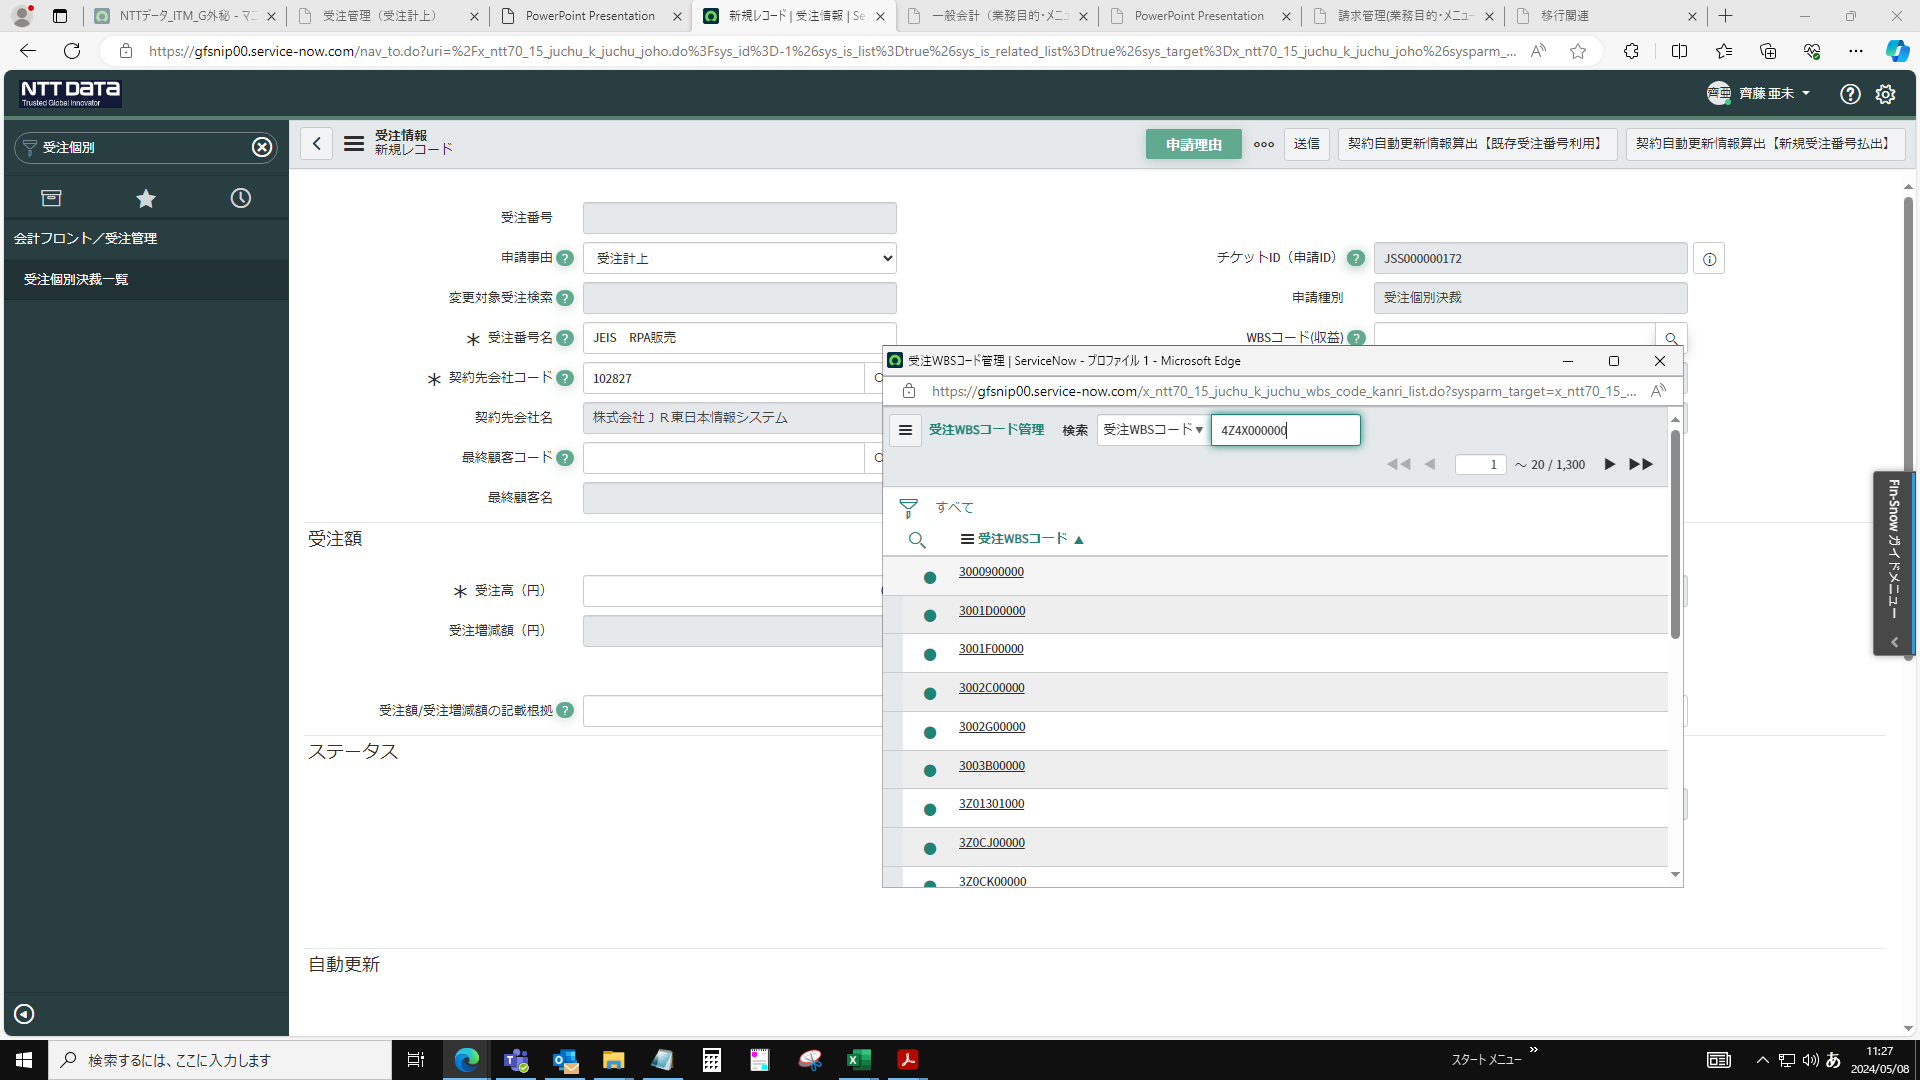 NTTデータ_ITM_G外秘 - マニ
受注管理（受注計上）
PowerPoint Presentation
新規レコード | 受注情報 | Se
一般会計（業務目的・メニュ
PowerPoint Presentation
請求管理(業務目的・メニュー
移行関連
https://gfsnip00.service-now.com/nav_to.do?uri=%2Fx_ntt70_15_juchu_k_juchu_joho.do%3Fsys_id%3D-1%26sys_is_list%3Dtrue%26sys_is_related_list%3Dtrue%26sys_target%3Dx_ntt70_15_juchu_k_juchu_joho%26sysparm_...
NTT DATA
Trusted Global Innovator
齊亜
齊藤 亜未
受注個別
会計フロント／受注管理
受注個別決裁一覧
受注情報
新規レコード
申請理由
送信
契約自動更新情報算出【既存受注番号利用】
契約自動更新情報算出【新規受注番号払出】
受注番号
申請事由 ?
受注計上
チケットID（申請ID） ?
JSS000000172
変更対象受注検索 ?
申請種別
受注個別決裁
＊ 受注番号名 ?
JEIS　RPA販売
WBSコード(収益) ?
＊ 契約先会社コード ?
102827
契約先会社名
株式会社ＪＲ東日本情報システム
最終顧客コード ?
最終顧客名
受注額
＊ 受注高（円）
受注増減額（円）
受注額/受注増減額の記載根拠 ?
ステータス
自動更新
受注WBSコード管理 | ServiceNow - プロファイル 1 - Microsoft Edge
https://gfsnip00.service-now.com/x_ntt70_15_juchu_k_juchu_wbs_code_kanri_list.do?sysparm_target=x_ntt70_15_...
受注WBSコード管理
検索
受注WBSコード▼
4Z4X000000
1
～ 20 / 1,300
すべて
受注WBSコード ▲
3000900000
3001D00000
3001F00000
3002C00000
3002G00000
3003B00000
3Z01301000
3Z0CJ00000
3Z0CK00000
Fin-Snow ガイドメニュー
検索するには、ここに入力します
スタート メニュー
あ
11:27
2024/05/08